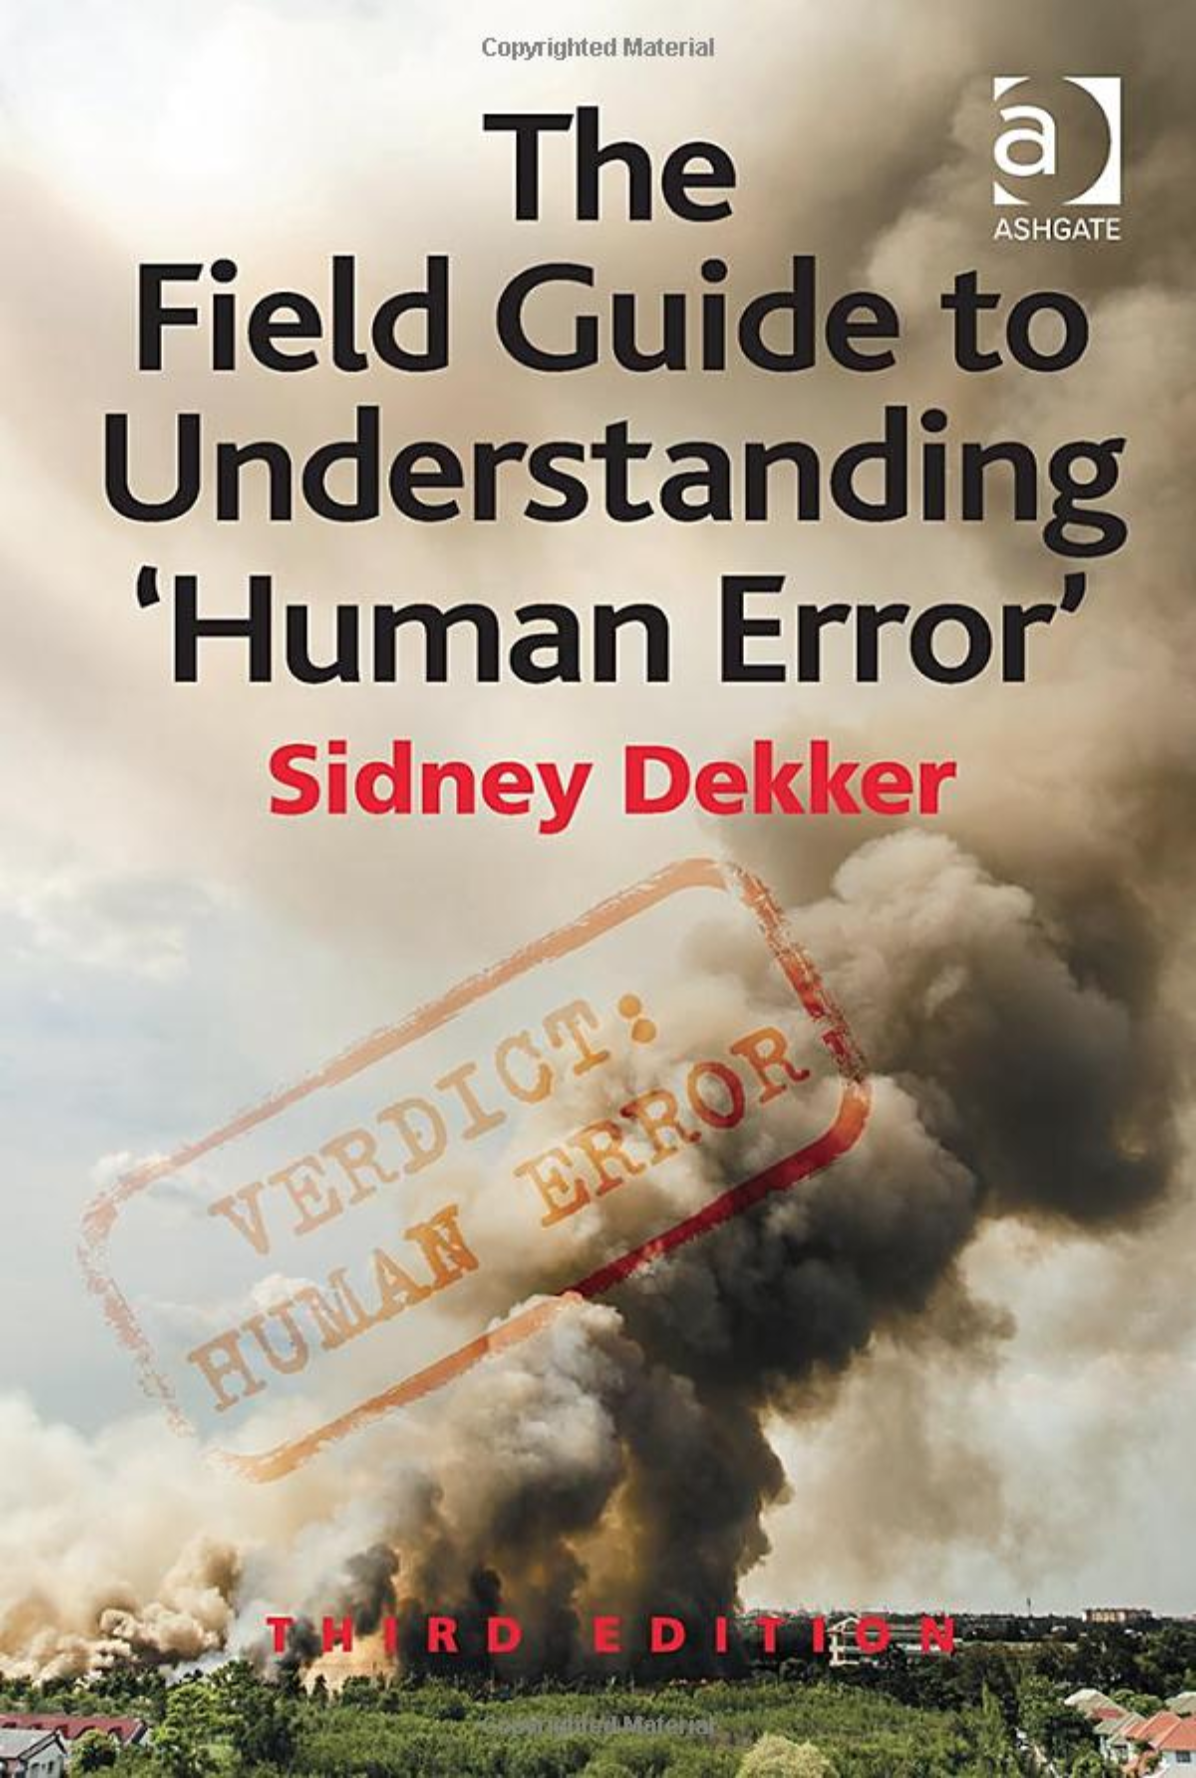 Copyrighted Material
a
ASHGATE
The
Field Guide to
Understanding
‘Human Error’
Sidney Dekker
VERDICT:
HUMAN ERROR
THIRD EDITION
Copyrighted Material